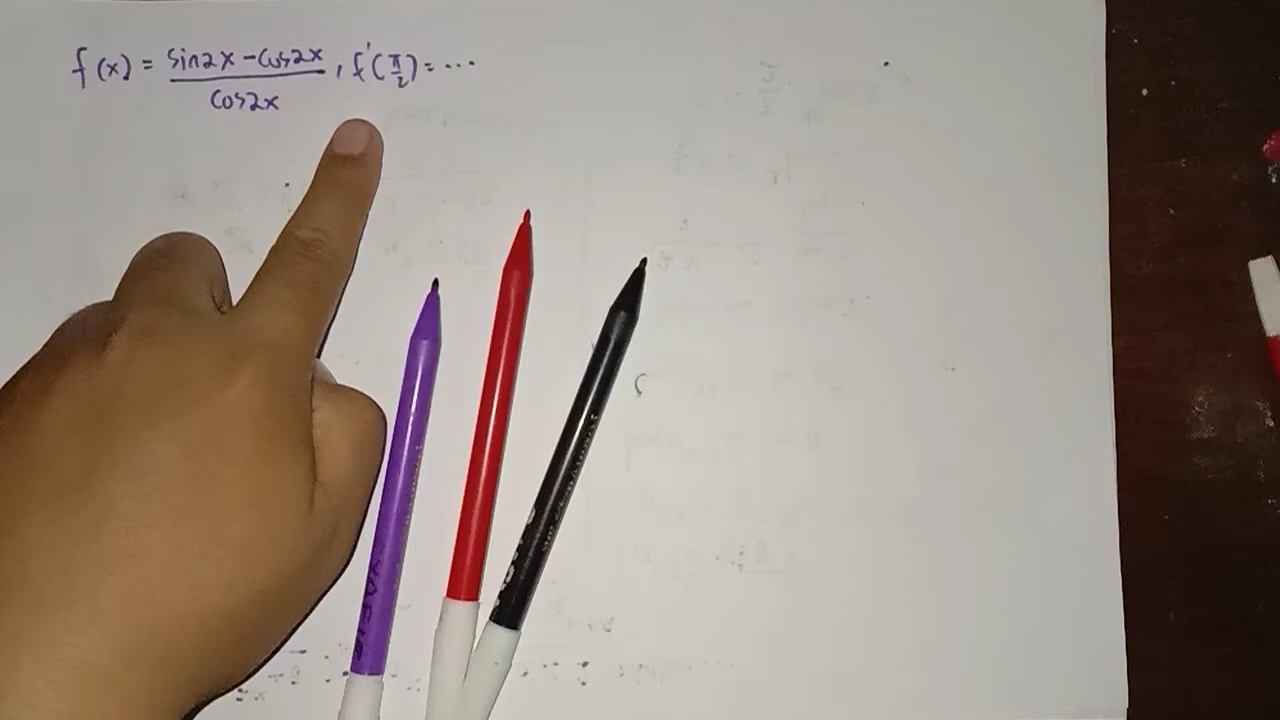 f(x) = sin2x - cos2x / cos2x , f'(π/2) = ...